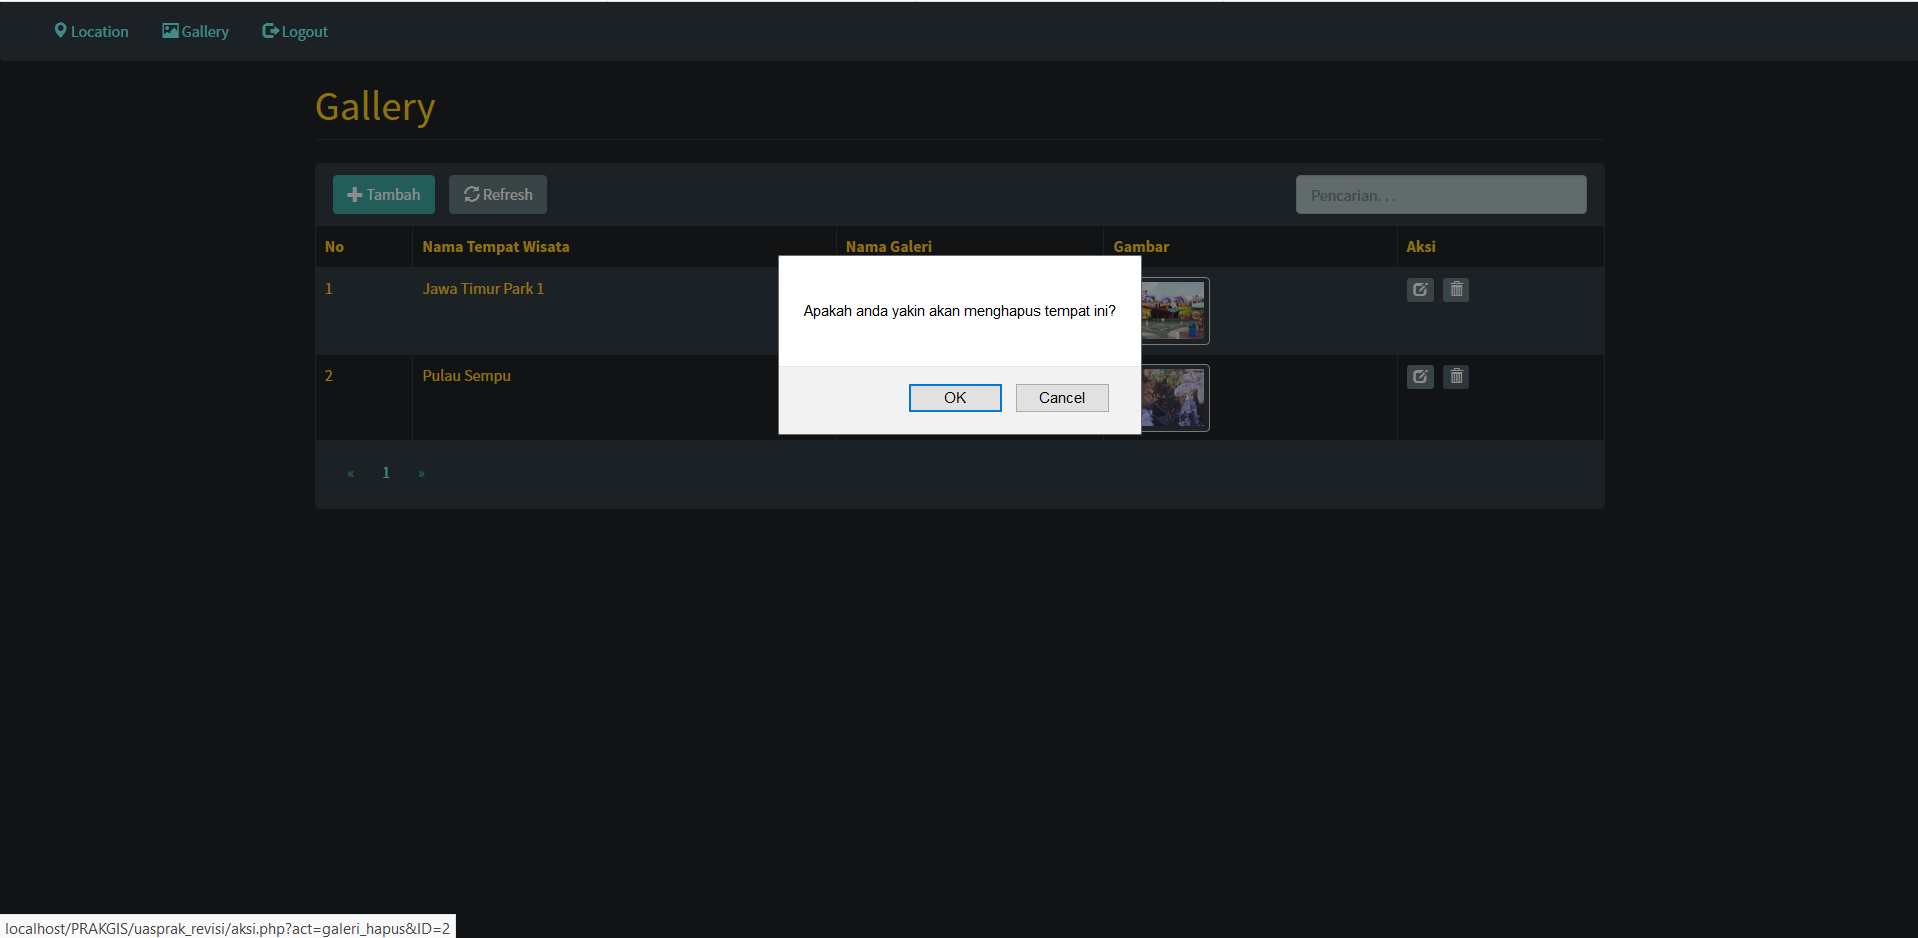 Location Gallery Logout
Gallery
Tambah Refresh Pencarian. . .
No Nama Tempat Wisata Nama Galeri Gambar Aksi
1 Jawa Timur Park 1
Apakah anda yakin akan menghapus tempat ini?
2 Pulau Sempu
OK Cancel
« 1 »
localhost/PRAKGIS/uasprak_revisi/aksi.php?act=galeri_hapus&ID=2